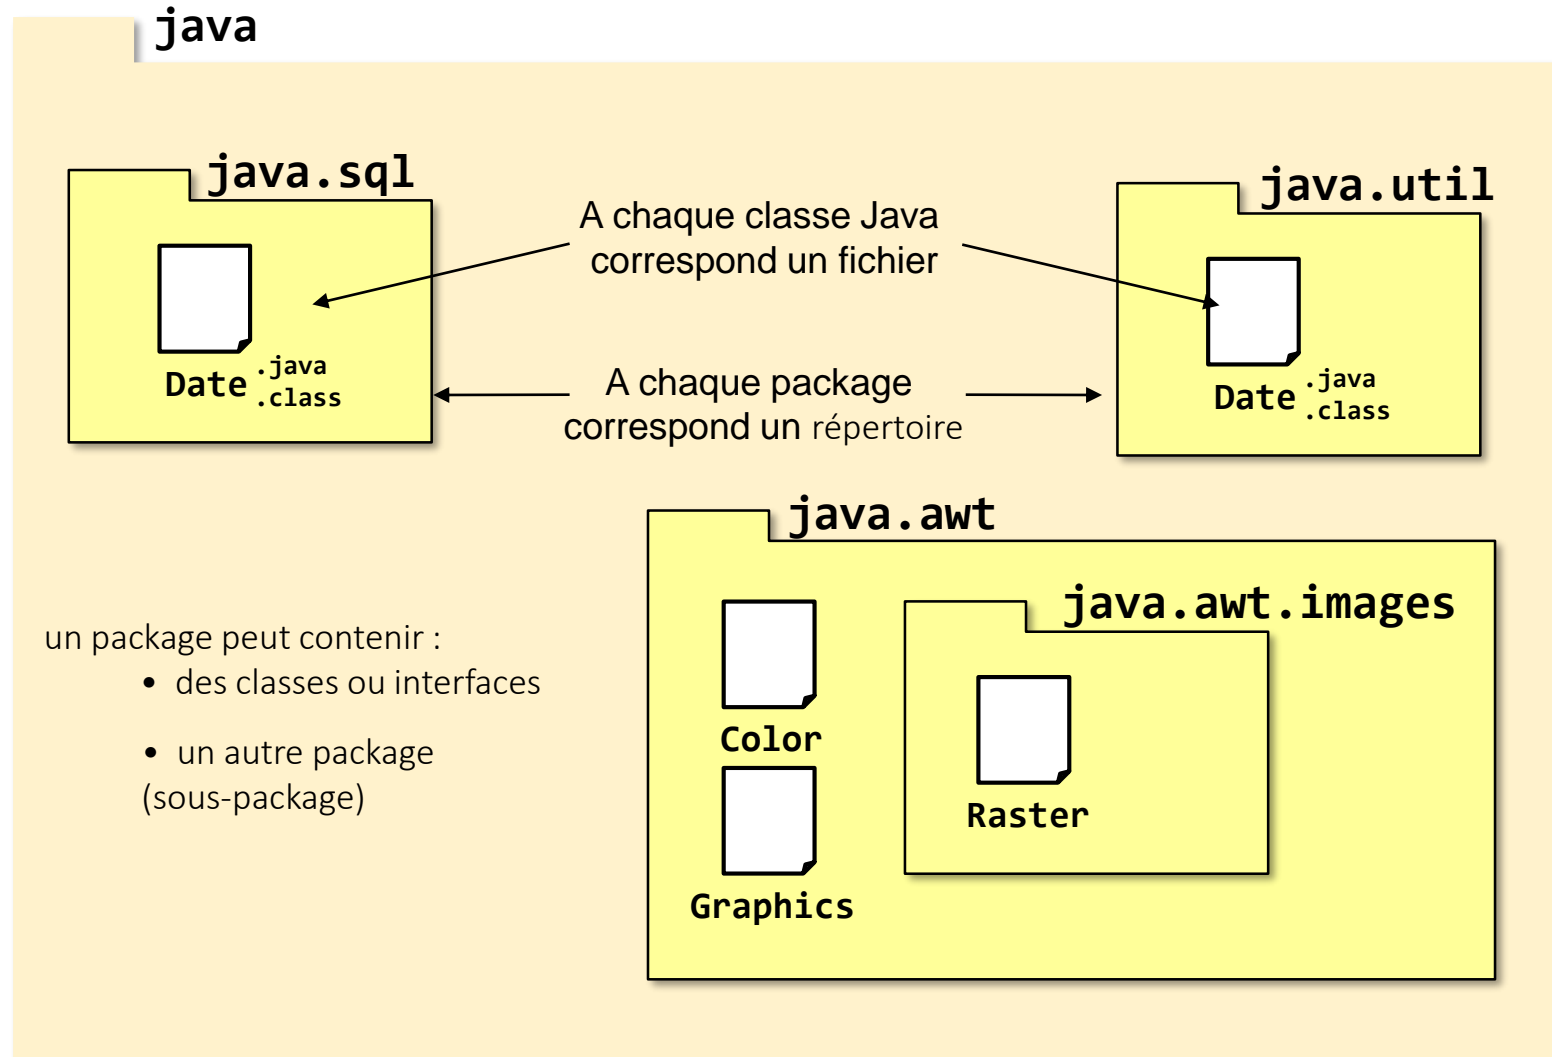 java
java.sql
java.util
A chaque classe Java
correspond un fichier
Date .java
.class
Date .java
.class
A chaque package
correspond un répertoire
java.awt
java.awt.images
un package peut contenir :
• des classes ou interfaces
• un autre package
(sous-package)
Color
Raster
Graphics